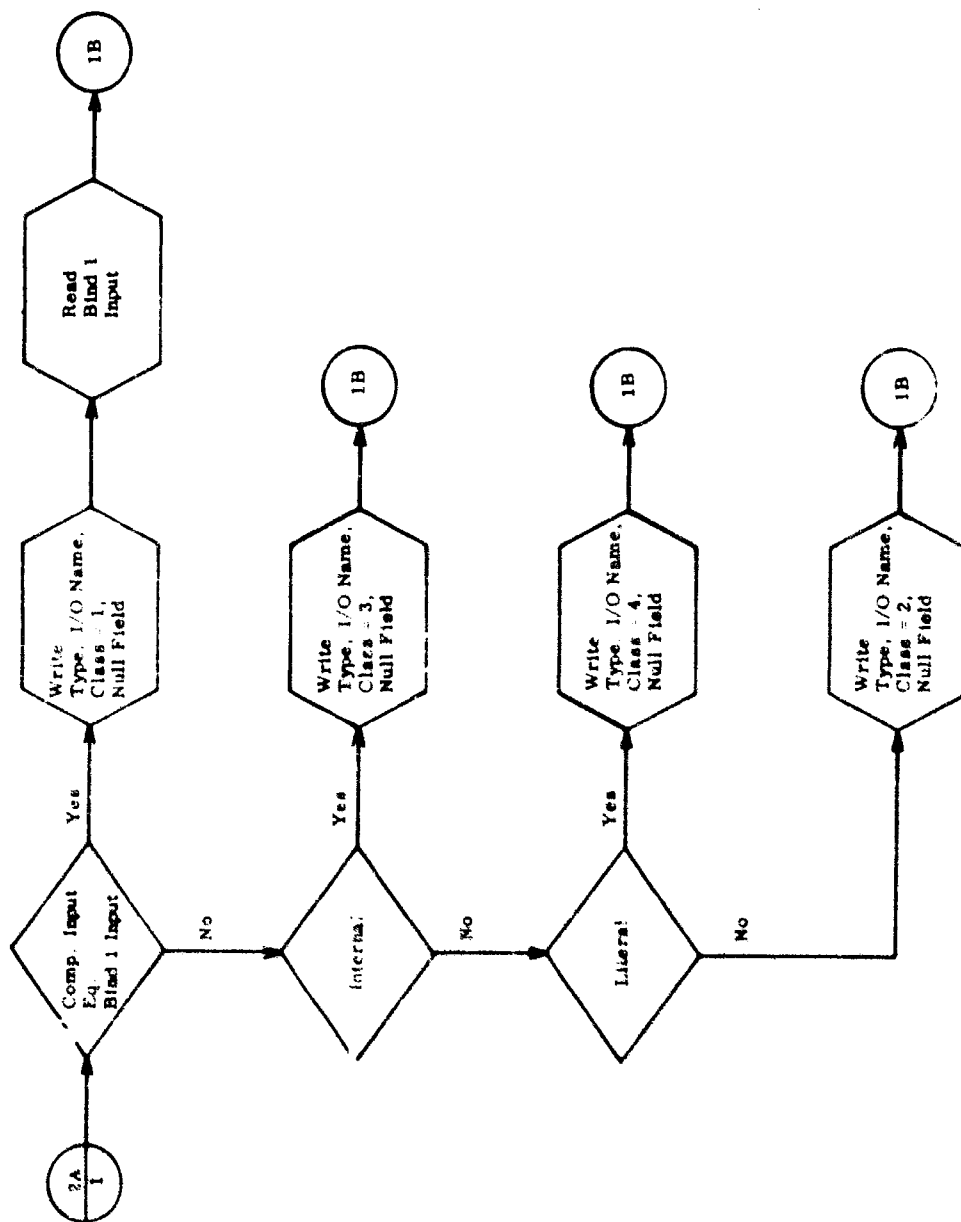 2A
1
Comp. Input
Eq.
Bind 1 Input
Yes
Write
Type, I/O Name,
Class = 1,
Null Field
Read
Bind 1
Input
1B
No
Internal
Yes
Write
Type, I/O Name,
Class = 3,
Null Field
1B
No
Literal
Yes
Write
Type, I/O Name,
Class = 4,
Null Field
1B
No
Write
Type, I/O Name,
Class = 2,
Null Field
1B